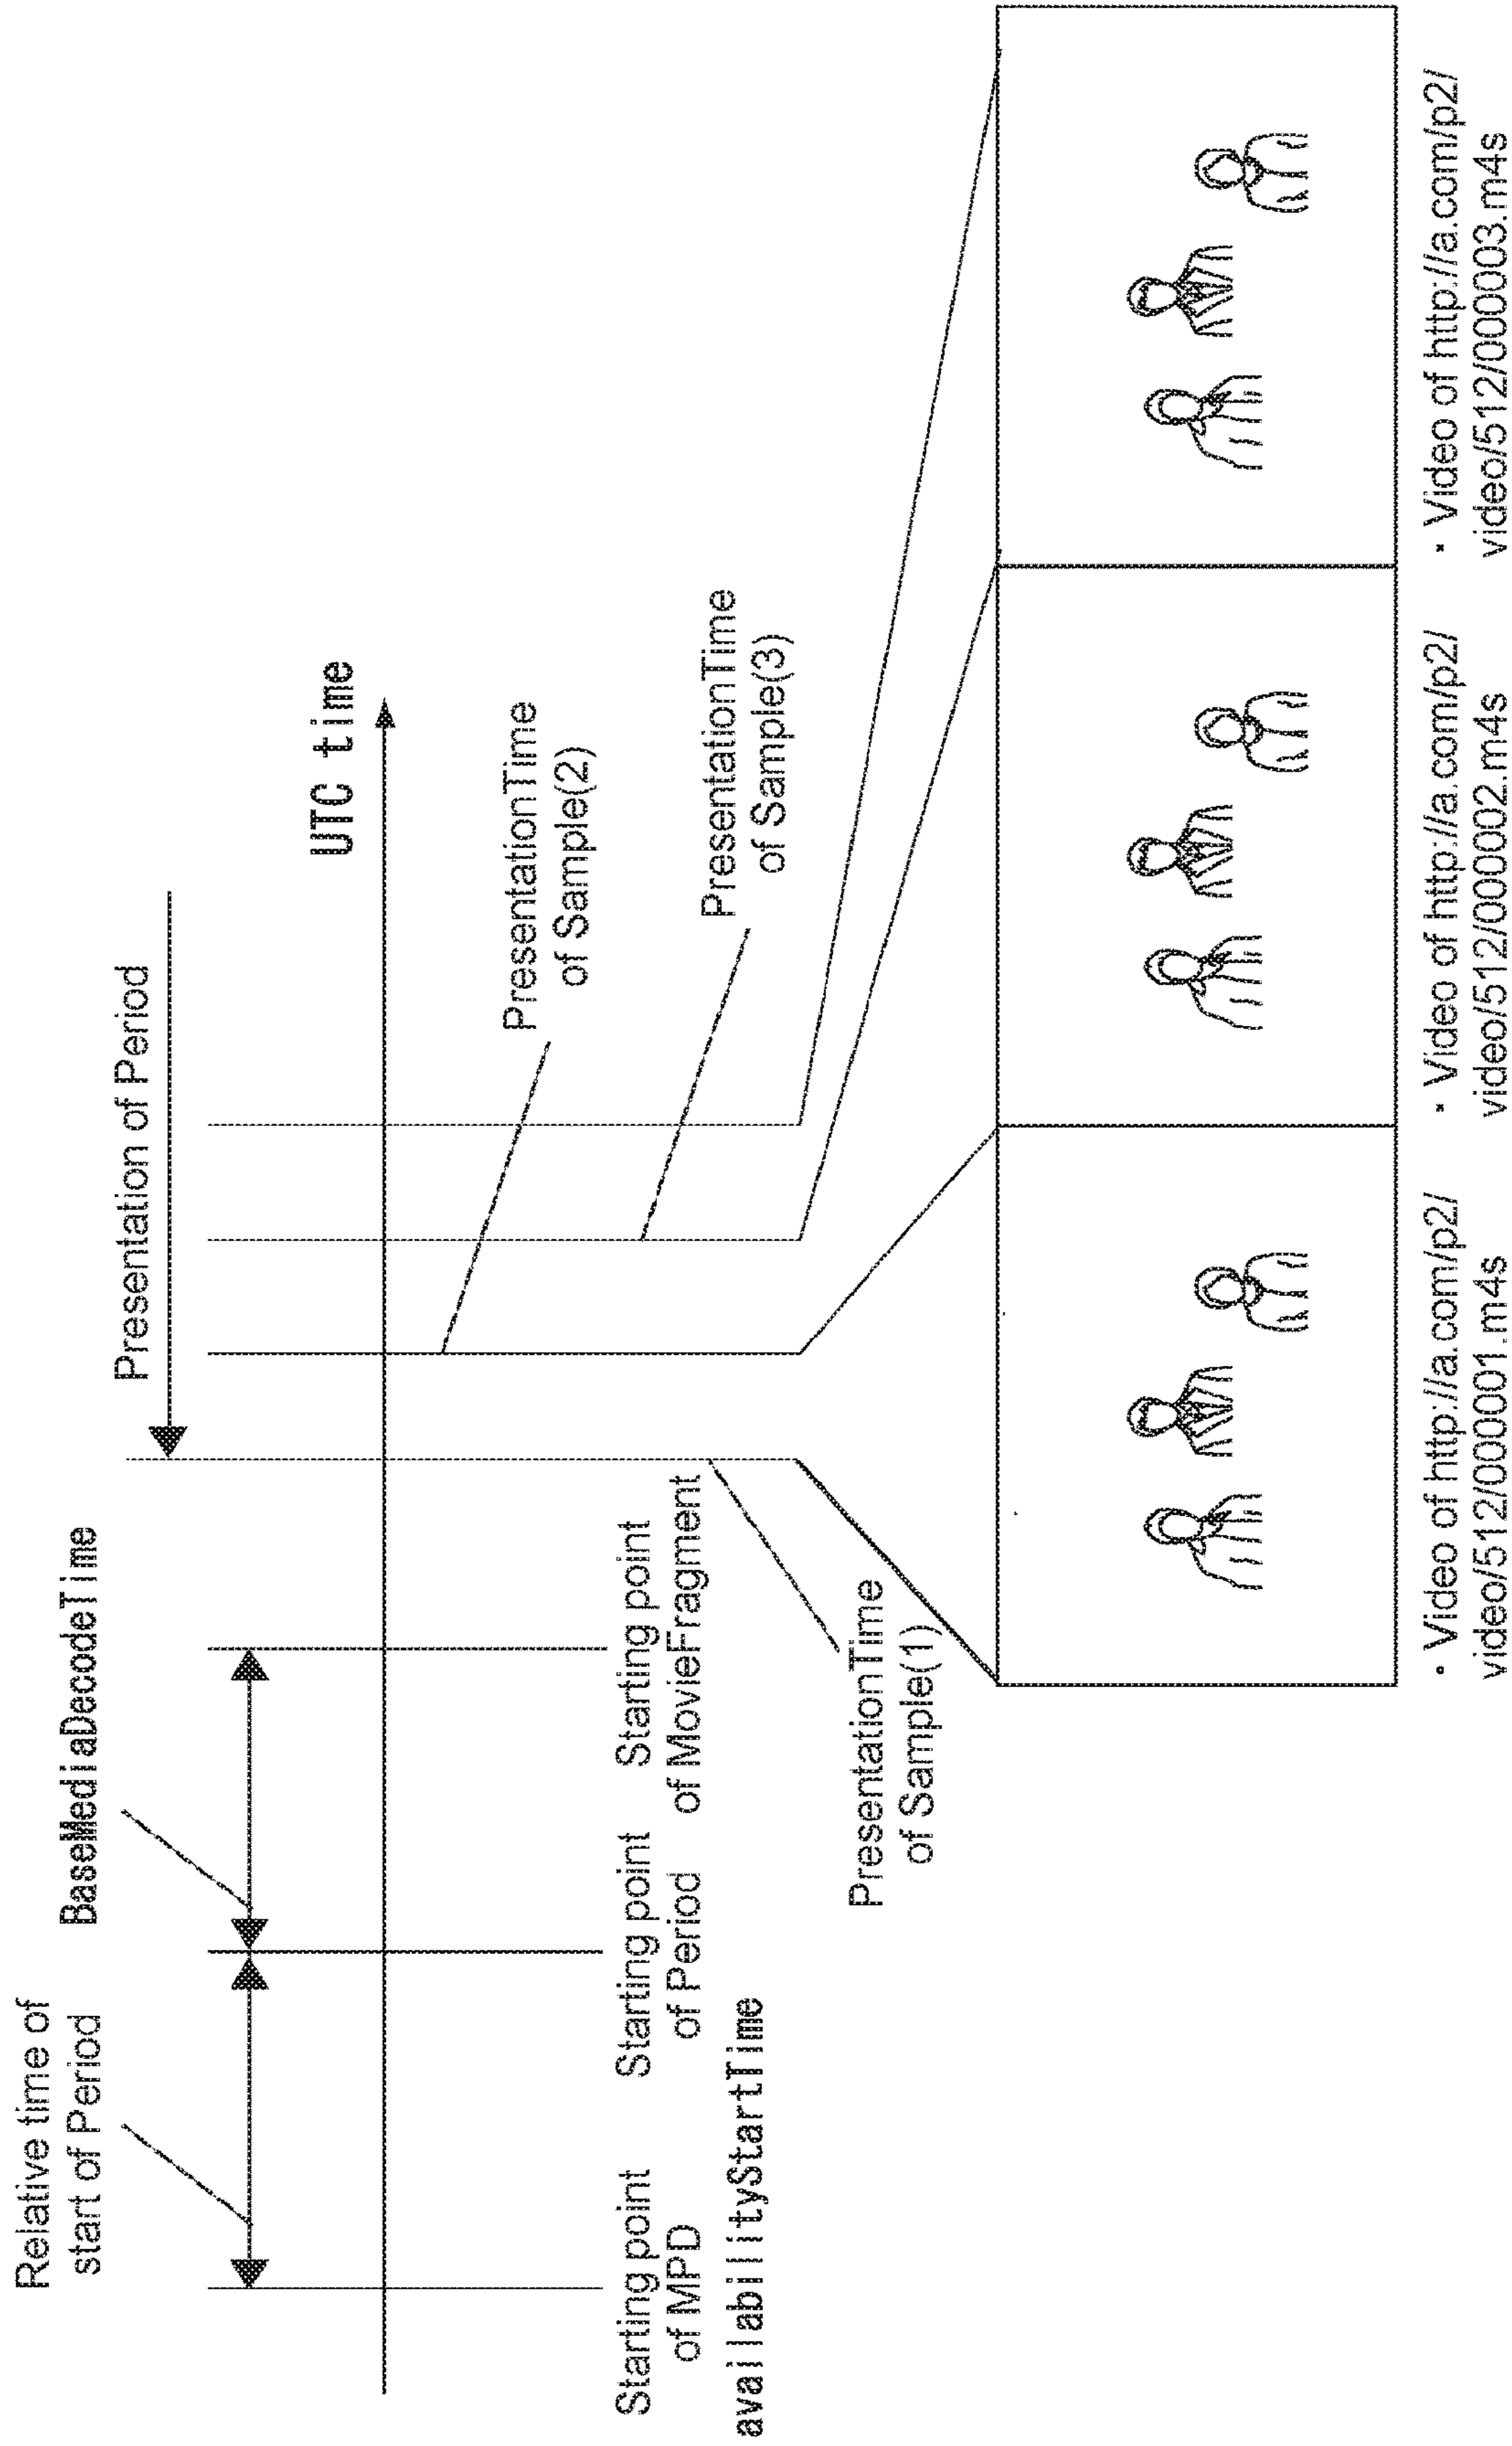 Relative time of
start of Period
BaseMediaDecodeTime
Presentation of Period
UTC time
Starting point
of MPD
availabilityStartTime
Starting point
of Period
Starting point
of MovieFragment
PresentationTime
of Sample(1)
PresentationTime
of Sample(2)
PresentationTime
of Sample(3)
・Video of http://a.com/p2/
video/512/000001.m4s
・Video of http://a.com/p2/
video/512/000002.m4s
・Video of http://a.com/p2/
video/512/000003.m4s